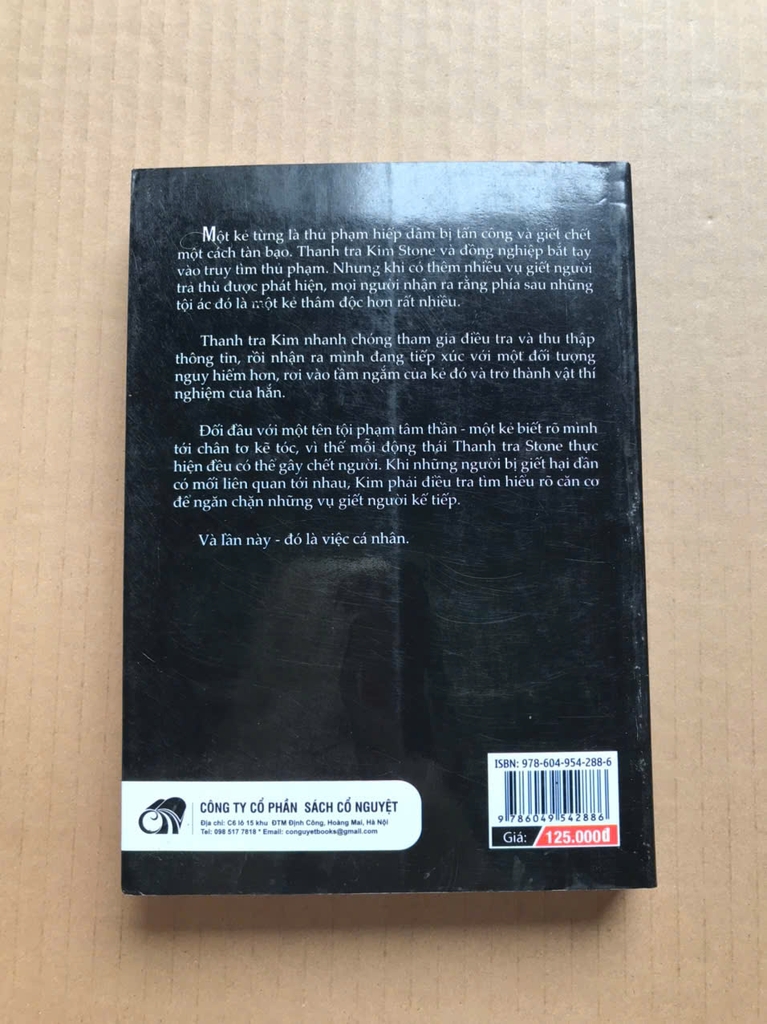 Một kẻ từng là thủ phạm hiếp dâm bị tấn công và giết chết
một cách tàn bạo. Thanh tra Kim Stone và đồng nghiệp bắt tay
vào truy tìm thủ phạm. Nhưng khi có thêm nhiều vụ giết người
trả thù được phát hiện, mọi người nhận ra rằng phía sau những
tội ác đó là một kẻ thâm độc hơn rất nhiều.
Thanh tra Kim nhanh chóng tham gia điều tra và thu thập
thông tin, rồi nhận ra mình đang tiếp xúc với một đối tượng
nguy hiểm hơn, rơi vào tầm ngắm của kẻ đó và trở thành vật thí
nghiệm của hắn.
Đối đầu với một tên tội phạm tâm thần - một kẻ biết rõ mình
tới chân tơ kẽ tóc, vì thế mỗi động thái Thanh tra Stone thực
hiện đều có thể gây chết người. Khi những người bị giết hại dần
có mối liên quan tới nhau, Kim phải điều tra tìm hiểu rõ căn cơ
để ngăn chặn những vụ giết người kế tiếp.
Và lần này - đó là việc cá nhân.
ISBN: 978-604-954-288-6
9 786049 542886
Giá: 125.000đ
CÔNG TY CỔ PHẦN SÁCH CỔ NGUYỆT
Địa chỉ: C6 lô 15 khu ĐTM Định Công, Hoàng Mai, Hà Nội
Tel: 098 517 7818 * Email: conguyetbooks@gmail.com